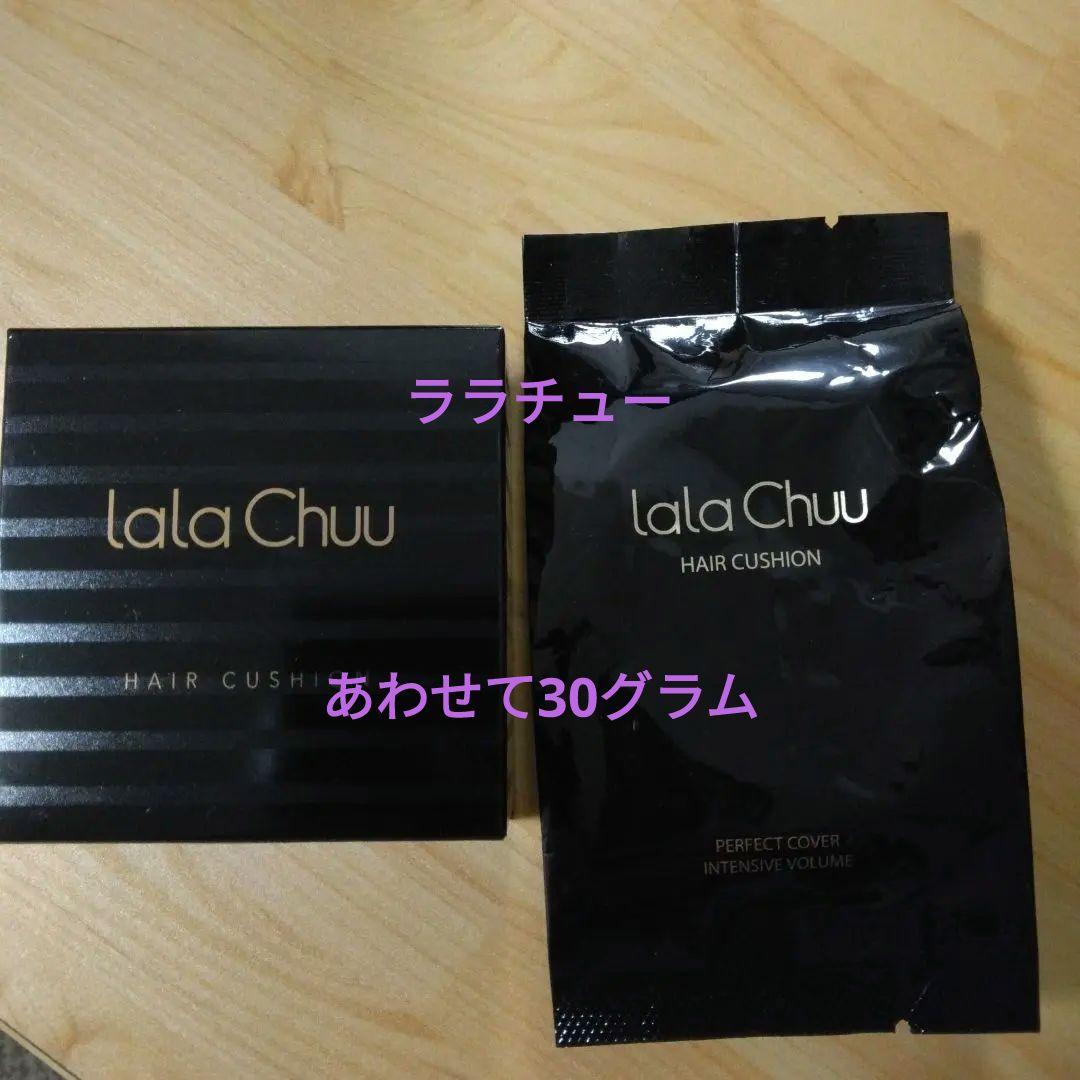 ララチュー
lala Chuu
HAIR CUSHION
lala Chuu
HAIR CUSHION
あわせて30グラム
PERFECT COVER
INTENSIVE VOLUME